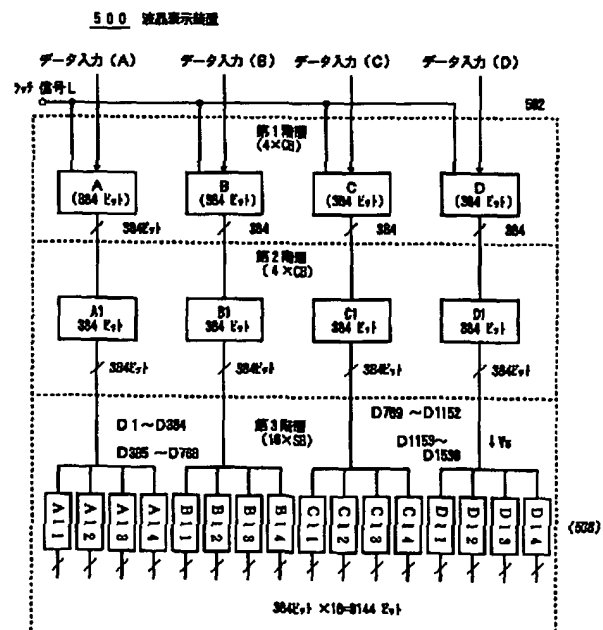 500 液晶表示装置
データ入力(A) データ入力(B) データ入力(C) データ入力(D)
ラッチ 信号L
502
第1階層
(4×CB)
A
(384 ビット)
B
(384 ビット)
C
(384 ビット)
D
(384 ビット)
384ビット 384 384 384
第2階層
(4×CB)
A1
384 ビット
B1
384 ビット
C1
384 ビット
D1
384 ビット
384ビット 384ビット 384ビット 384ビット
D1~D384
D385~D768
第3階層
(16×SB)
D769~D1152
D1153~
D1536
↓Vs
A11 A12 A13 A14 B11 B12 B13 B14 C11 C12 C13 C14 D11 D12 D13 D14
384ビット×16=6144 ビット